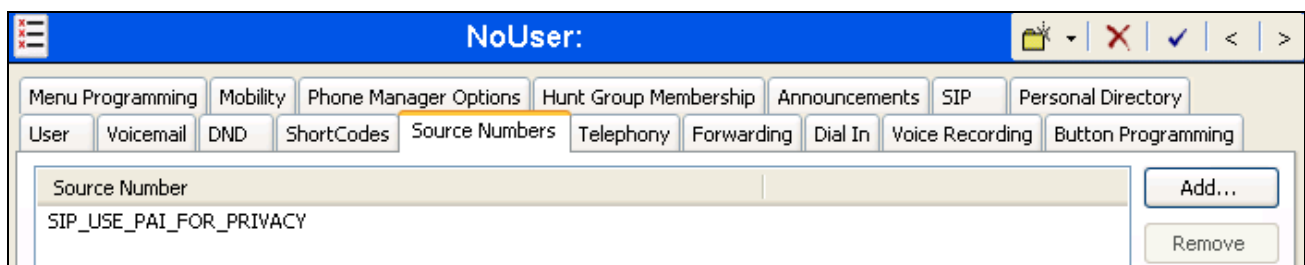 NoUser:
Menu Programming Mobility Phone Manager Options Hunt Group Membership Announcements SIP Personal Directory
User Voicemail DND ShortCodes Source Numbers Telephony Forwarding Dial In Voice Recording Button Programming
Source Number Add...
SIP_USE_PAI_FOR_PRIVACY
Remove